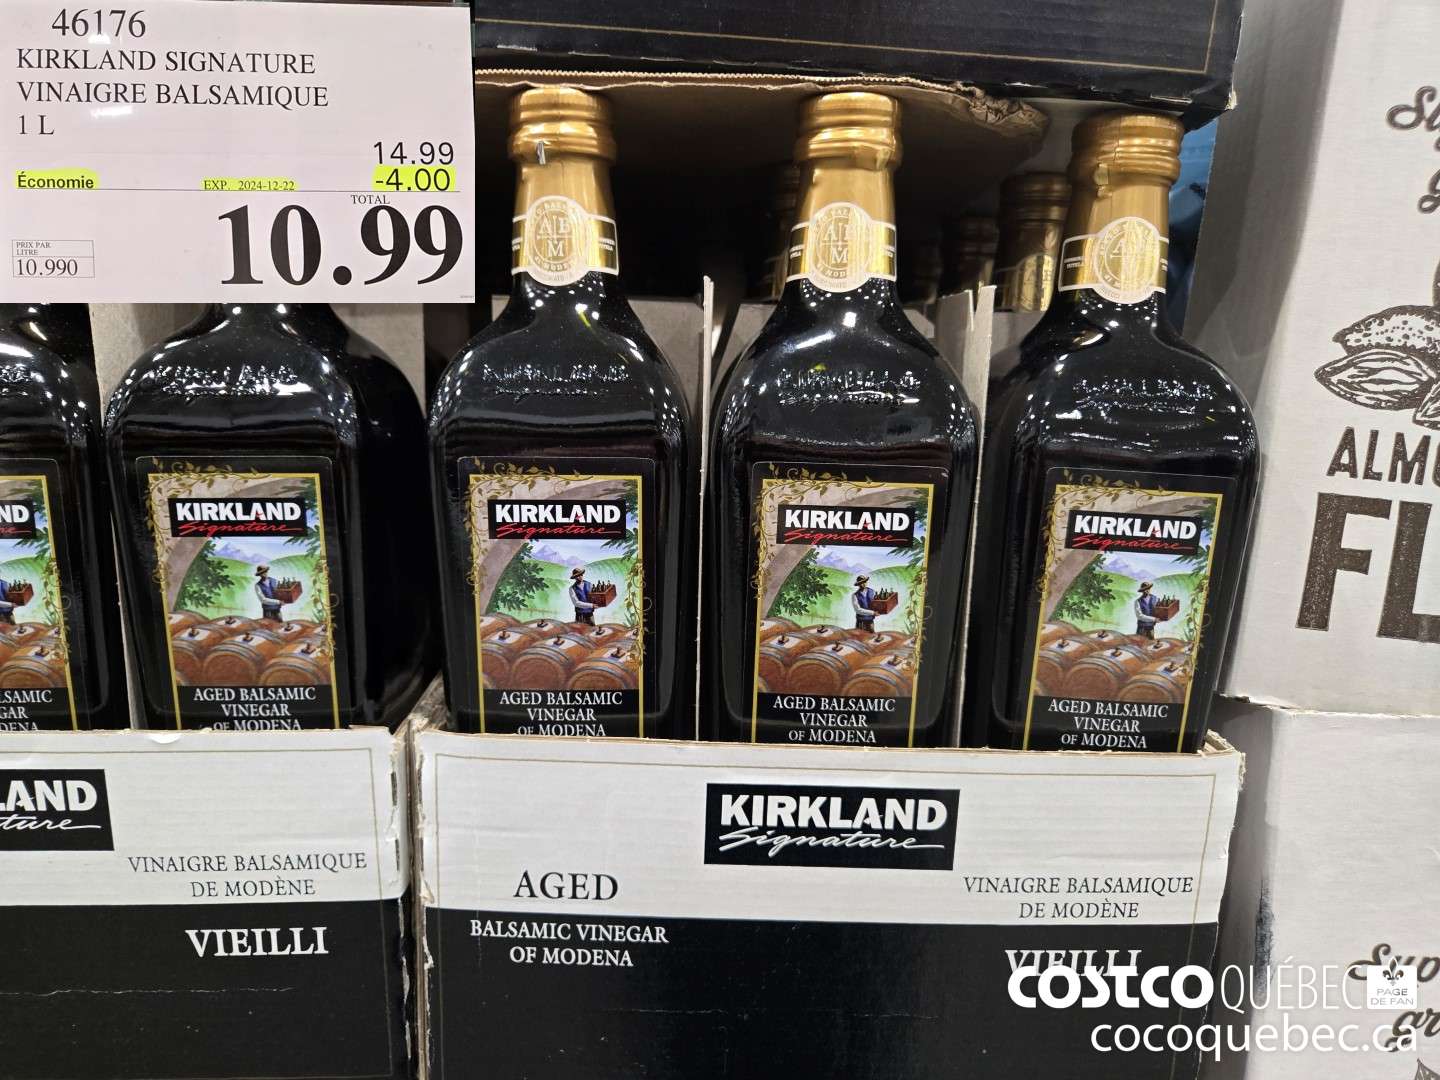 46176
KIRKLAND SIGNATURE
VINAIGRE BALSAMIQUE
1 L
14.99
Économie EXP. 2024-12-22 -4.00
TOTAL
PRIX PAR
LITRE
10.990
10.99
KIRKLAND
Signature
AGED BALSAMIC
VINEGAR
OF MODENA
KIRKLAND
Signature
AGED BALSAMIC
VINEGAR
OF MODENA
KIRKLAND
Signature
AGED BALSAMIC
VINEGAR
OF MODENA
KIRKLAND
Signature
AGED BALSAMIC
VINEGAR
OF MODENA
VINAIGRE BALSAMIQUE
DE MODÈNE
VIEILLI
KIRKLAND
Signature
AGED
BALSAMIC VINEGAR
OF MODENA
VINAIGRE BALSAMIQUE
DE MODÈNE
VIEILLI
COSTCO QUÉBEC
PAGE
DE FAN
cocoquebec.ca